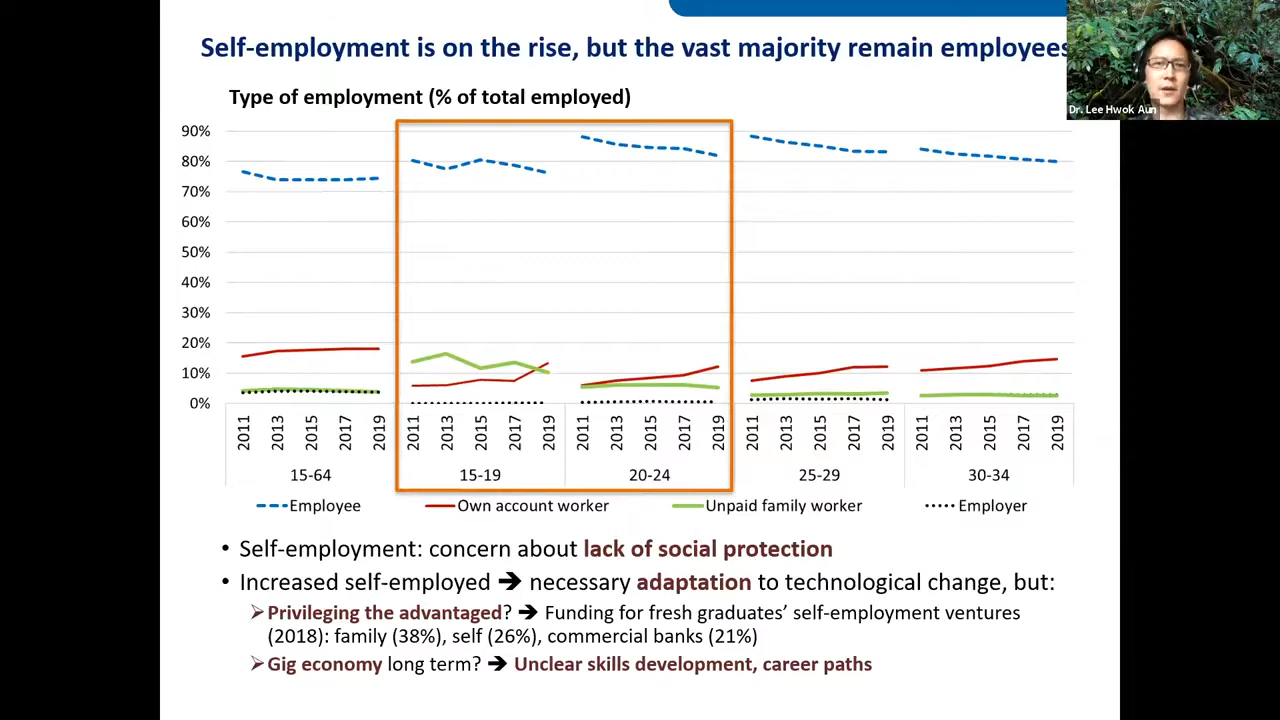 Self-employment is on the rise, but the vast majority remain employees
Dr. Lee Hwok Aun
Type of employment (% of total employed)
90%
80%
70%
60%
50%
40%
30%
20%
10%
0%
2011 2013 2015 2017 2019 2011 2013 2015 2017 2019 2011 2013 2015 2017 2019 2011 2013 2015 2017 2019 2011 2013 2015 2017 2019
15-64 15-19 20-24 25-29 30-34
Employee Own account worker Unpaid family worker Employer
• Self-employment: concern about lack of social protection
• Increased self-employed ➔ necessary adaptation to technological change, but:
➢Privileging the advantaged? ➔ Funding for fresh graduates’ self-employment ventures
(2018): family (38%), self (26%), commercial banks (21%)
➢Gig economy long term? ➔ Unclear skills development, career paths